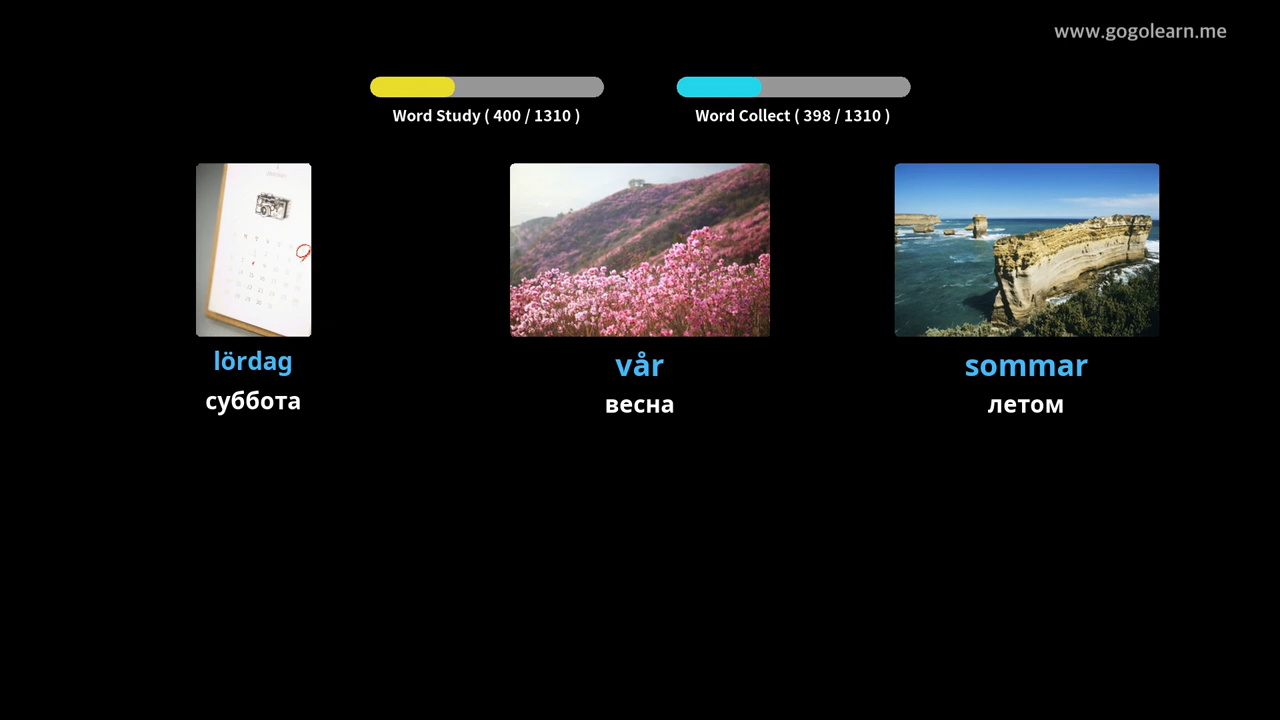 www.gogolearn.me
Word Study ( 400 / 1310 )
Word Collect ( 398 / 1310 )
lördag
vår
sommar
суббота
весна
летом